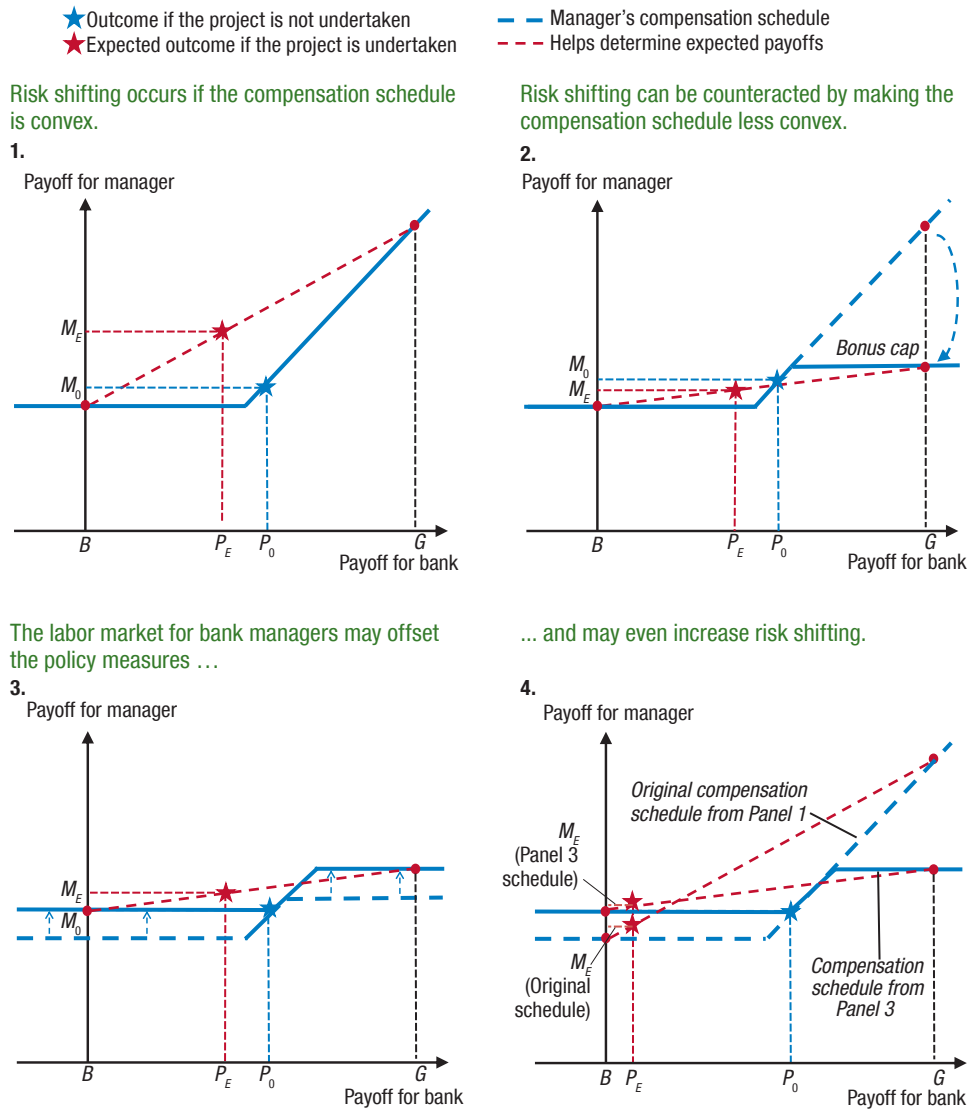 Outcome if the project is not undertaken
Expected outcome if the project is undertaken
Manager's compensation schedule
Helps determine expected payoffs
Risk shifting occurs if the compensation schedule
is convex.
1.
Payoff for manager
M_E
M_0
B
P_E
P_0
G
Payoff for bank
Risk shifting can be counteracted by making the
compensation schedule less convex.
2.
Payoff for manager
Bonus cap
M_0
M_E
B
P_E
P_0
G
Payoff for bank
The labor market for bank managers may offset
the policy measures …
3.
Payoff for manager
M_E
M_0
B
P_E
P_0
G
Payoff for bank
... and may even increase risk shifting.
4.
Payoff for manager
Original compensation
schedule from Panel 1
M_E
(Panel 3
schedule)
M_E
(Original
schedule)
Compensation
schedule from
Panel 3
B
P_E
P_0
G
Payoff for bank